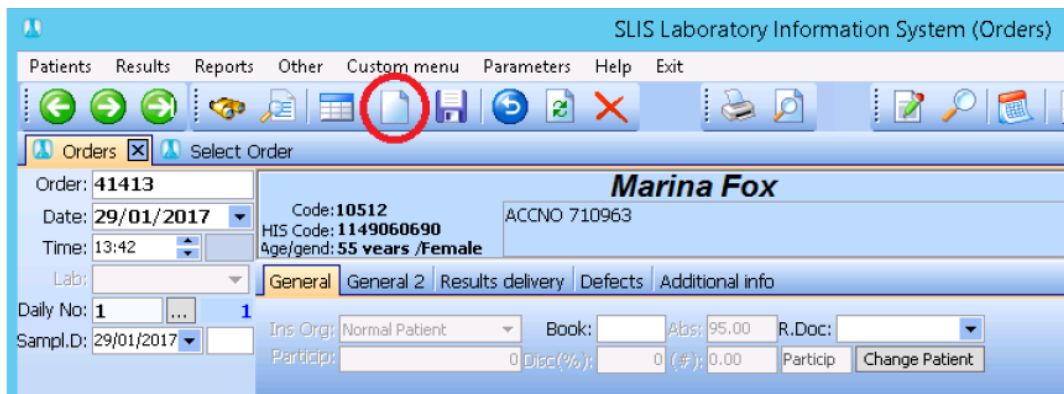 SLIS Laboratory Information System (Orders)
Patients Results Reports Other Custom menu Parameters Help Exit
Orders Select Order
Order: 41413 Marina Fox
Code:10512 ACCNO 710963
Date: 29/01/2017 HIS Code:1149060690
Time: 13:42 Age/gend:55 years /Female
Lab: General General 2 Results delivery Defects Additional info
Daily No: 1 ... 1
Ins Org: Normal Patient Book: Abs: 95.00 R.Doc:
Sampl.D: 29/01/2017
Particip: 0 Disc(%): 0 (#): 0.00 Particip Change Patient